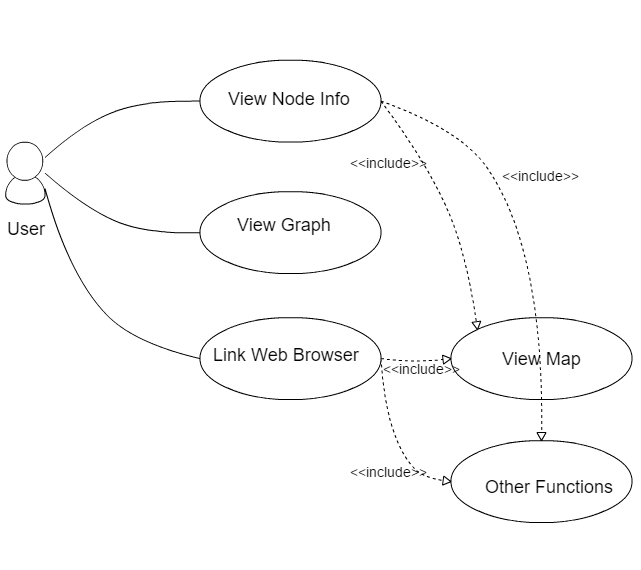 View Node Info
<<include>>
<<include>>
User
View Graph
Link Web Browser
View Map
<<include>>
<<include>>
Other Functions